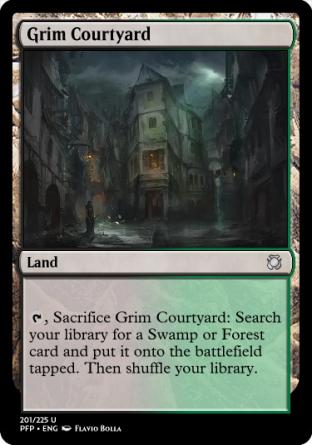 Grim Courtyard
Land
, Sacrifice Grim Courtyard: Search
your library for a Swamp or Forest
card and put it onto the battlefield
tapped. Then shuffle your library.
201/225 U
PFP • ENG Flavio Bolla